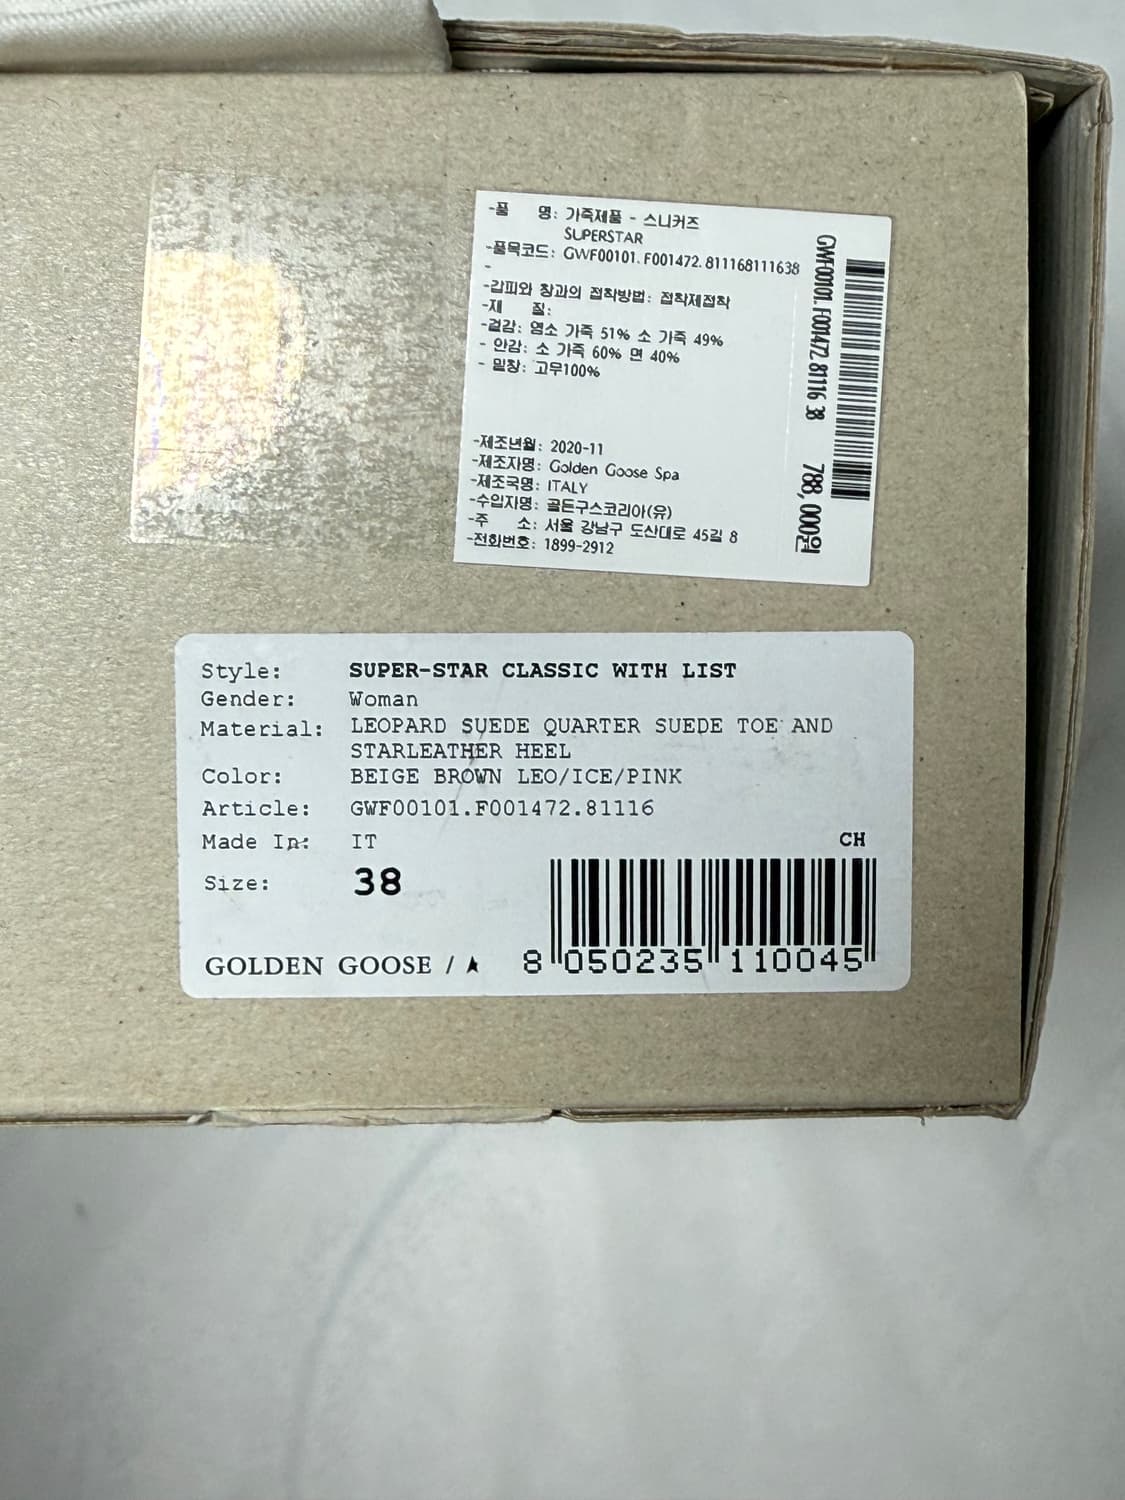 -품 명: 가죽제품 - 스니커즈
SUPERSTAR
-품목코드: GWF00101.F001472.811168111638
-
-갑피와 창과의 접착방법: 접착제접착
-재 질:
-겉감: 염소 가죽 51% 소 가죽 49%
- 안감: 소 가죽 60% 면 40%
- 밑창: 고무100%
-제조년월: 2020-11
-제조자명: Golden Goose Spa
-제조국명: ITALY
-수입자명: 골든구스코리아(유)
-주 소: 서울 강남구 도산대로 45길 8
-전화번호: 1899-2912
GWF00101.F001472.81116 38 788,000원
Style: SUPER-STAR CLASSIC WITH LIST
Gender: Woman
Material: LEOPARD SUEDE QUARTER SUEDE TOE AND
STARLEATHER HEEL
Color: BEIGE BROWN LEO/ICE/PINK
Article: GWF00101.F001472.81116
Made In: IT
CH
Size: 38
GOLDEN GOOSE /
8 050235 110045